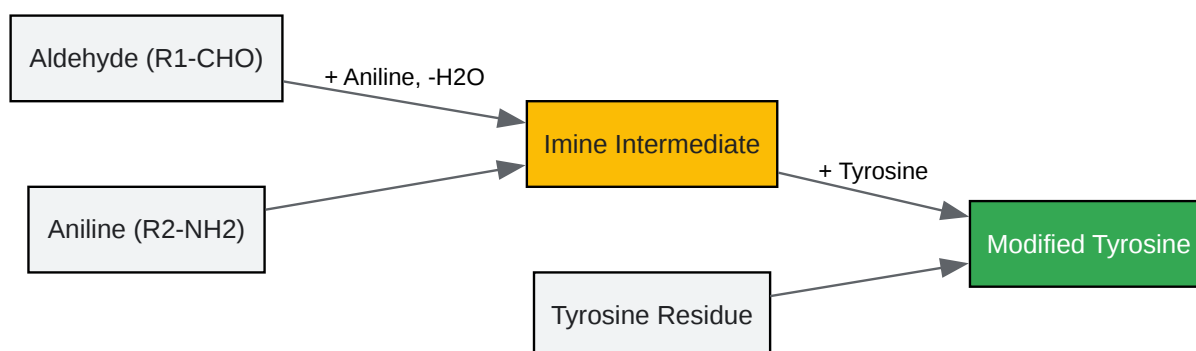 Aldehyde (R1-CHO)
+ Aniline, -H2O
Imine Intermediate
Aniline (R2-NH2)
+ Tyrosine
Modified Tyrosine
Tyrosine Residue